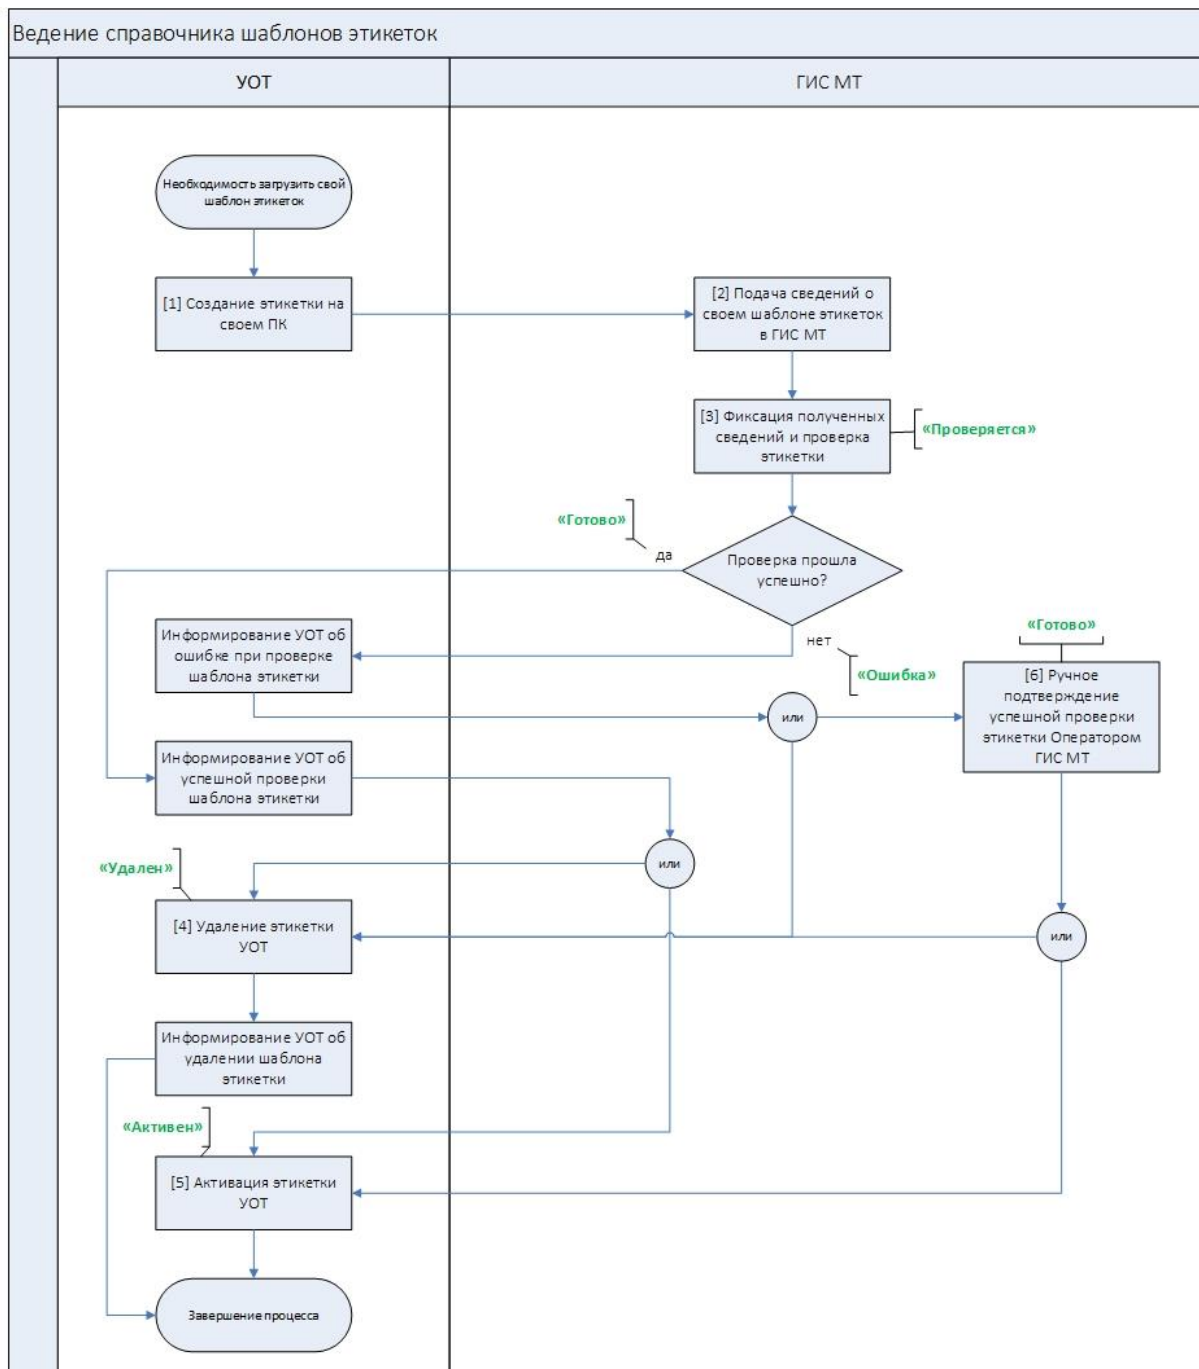 Ведение справочника шаблонов этикеток
УОТ
ГИС МТ
Необходимость загрузить свой
шаблон этикеток
[1] Создание этикетки на
своем ПК
[2] Подача сведений о
своем шаблоне этикеток
в ГИС МТ
[3] Фиксация полученных
сведений и проверка
этикетки
«Проверяется»
«Готово»
да
Проверка прошла
успешно?
нет
«Ошибка»
Информирование УОТ об
ошибке при проверке
шаблона этикетки
«Готово»
[6] Ручное
подтверждение
успешной проверки
этикетки Оператором
ГИС МТ
или
Информирование УОТ об
успешной проверки
шаблона этикетки
или
«Удален»
[4] Удаление этикетки
УОТ
или
Информирование УОТ об
удалении шаблона
этикетки
«Активен»
[5] Активация этикетки
УОТ
Завершение процесса